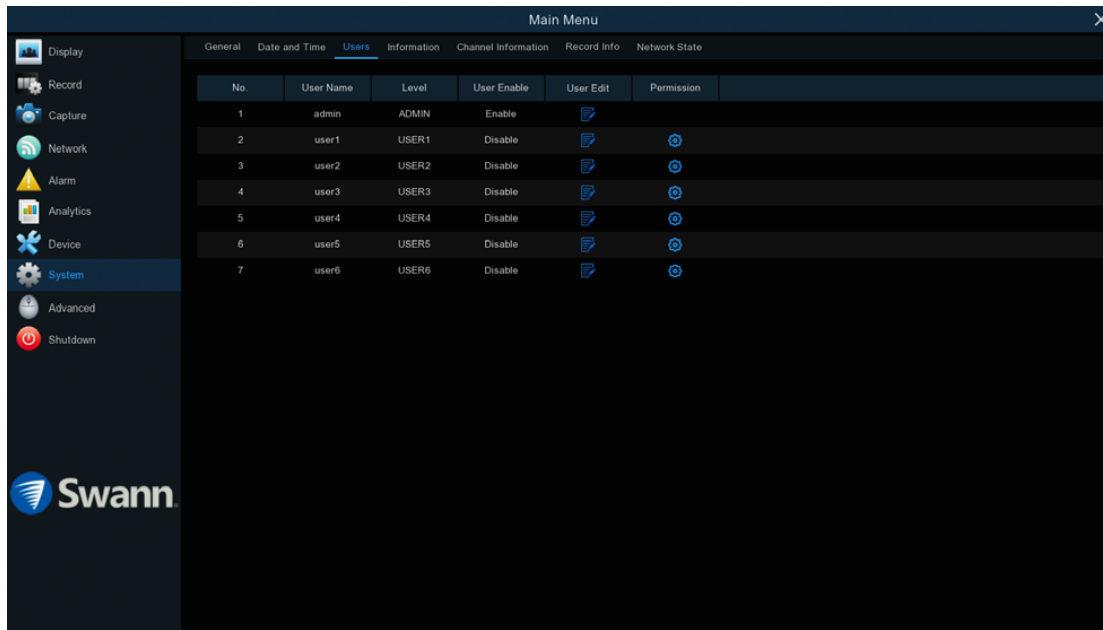 Main Menu
Display
Record
Capture
Network
Alarm
Analytics
Device
System
Advanced
Shutdown
Swann
General Date and Time Users Information Channel Information Record Info Network State
No. User Name Level User Enable User Edit Permission
1 admin ADMIN Enable
2 user1 USER1 Disable
3 user2 USER2 Disable
4 user3 USER3 Disable
5 user4 USER4 Disable
6 user5 USER5 Disable
7 user6 USER6 Disable